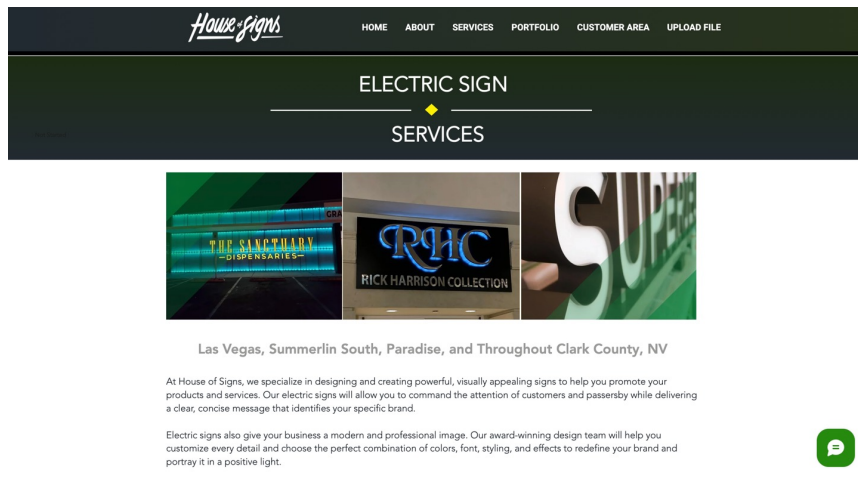 House of Signs
HOME ABOUT SERVICES PORTFOLIO CUSTOMER AREA UPLOAD FILE
ELECTRIC SIGN
SERVICES
GRA
THE SANCTUARY
—DISPENSARIES—
RHC
RICK HARRISON COLLECTION
SUPREME
Las Vegas, Summerlin South, Paradise, and Throughout Clark County, NV
At House of Signs, we specialize in designing and creating powerful, visually appealing signs to help you promote your
products and services. Our electric signs will allow you to command the attention of customers and passersby while delivering
a clear, concise message that identifies your specific brand.
Electric signs also give your business a modern and professional image. Our award-winning design team will help you
customize every detail and choose the perfect combination of colors, font, styling, and effects to redefine your brand and
portray it in a positive light.